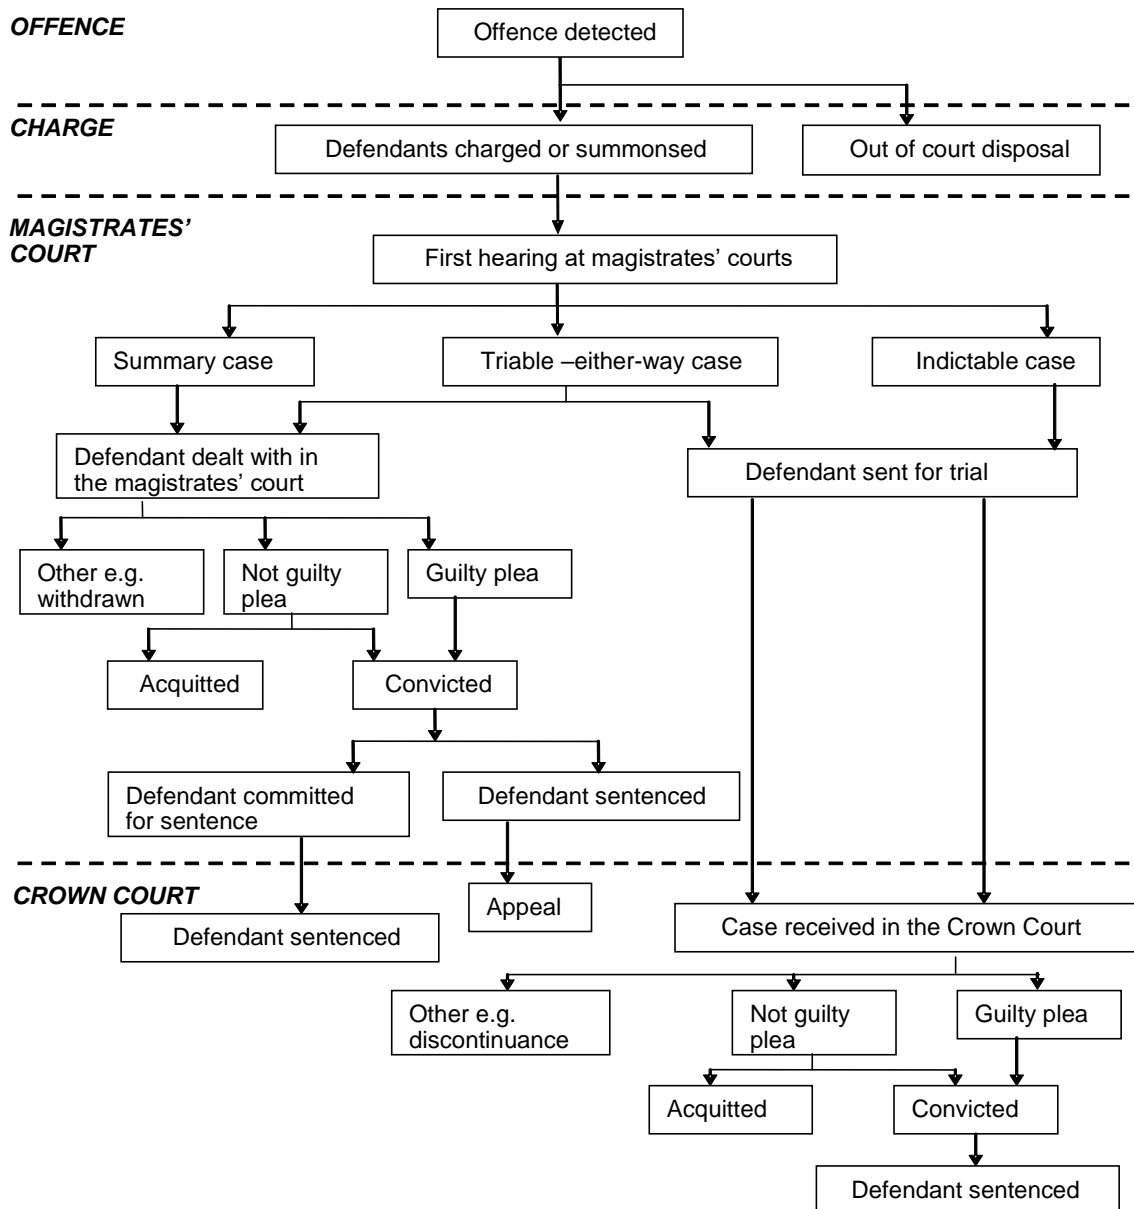 OFFENCE
Offence detected
CHARGE
Defendants charged or summonsed
Out of court disposal
MAGISTRATES’
COURT
First hearing at magistrates’ courts
Summary case
Triable –either-way case
Indictable case
Defendant dealt with in
the magistrates’ court
Defendant sent for trial
Other e.g.
withdrawn
Not guilty
plea
Guilty plea
Acquitted
Convicted
Defendant committed
for sentence
Defendant sentenced
CROWN COURT
Appeal
Defendant sentenced
Case received in the Crown Court
Other e.g.
discontinuance
Not guilty
plea
Guilty plea
Acquitted
Convicted
Defendant sentenced